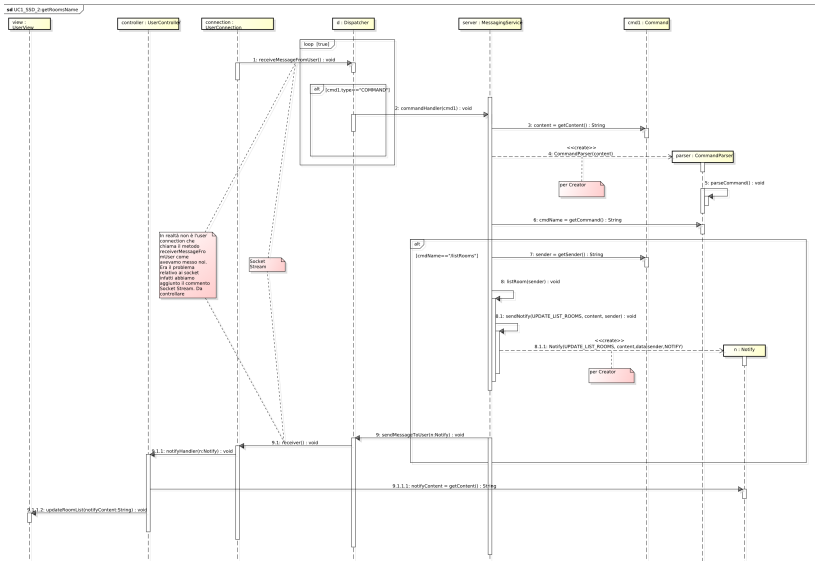 sd UC1_SSD_2:getRoomsName
view :
UserView
controller : UserController
connection :
UserConnection
d : Dispatcher
server : MessagingService
cmd1 : Command
loop [true]
1: receiveMessageFromUser() : void
alt
[cmd1.type=="COMMAND"]
2: commandHandler(cmd1) : void
3: content = getContent() : String
<<create>>
4: CommandParser(content)
parser : CommandParser
per Creator
5: parseCommand() : void
6: cmdName = getCommand() : String
In realtà non è l'user
connection che
chiama il metodo
receiverMessageFro
mUser come
avevamo messo noi.
Era il problema
relativo ai socket
infatti abbiamo
aggiunto il commento
Socket Stream. Da
controllare
Socket
Stream
alt
[cmdName=="listRooms"]
7: sender = getSender() : String
8: listRoom(sender) : void
8.1: sendNotify(UPDATE_LIST_ROOMS, content, sender) : void
<<create>>
8.1.1: Notify(UPDATE_LIST_ROOMS, content.data,sender,NOTIFY)
n : Notify
per Creator
9: sendMessageToUser(n:Notify) : void
9.1: receiver() : void
9.1.1: notifyHandler(n:Notify) : void
9.1.1.1: notifyContent = getContent() : String
9.1.1.2: updateRoomList(notifyContent:String) : void